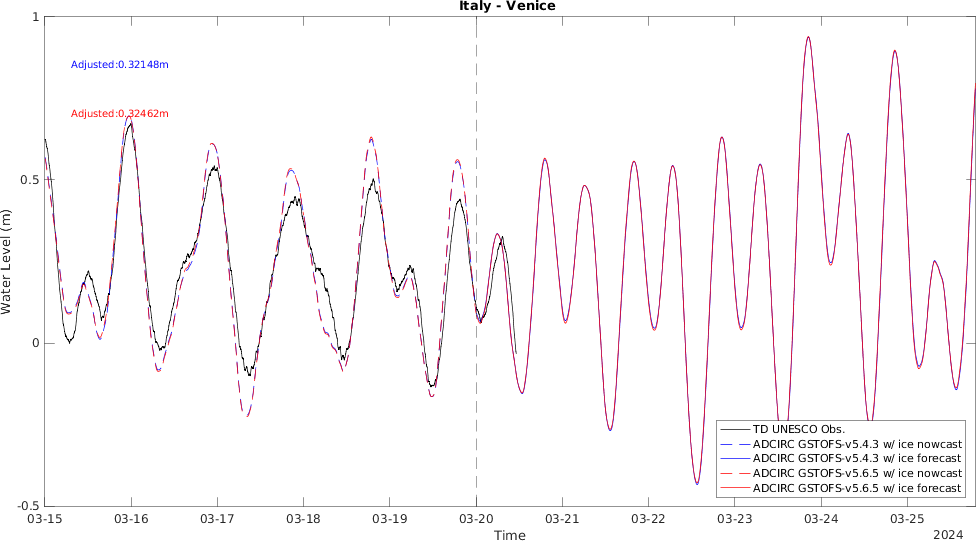 Italy - Venice
Adjusted:0.32148m
Adjusted:0.32462m
Water Level (m)
1
0.5
0
-0.5
TD UNESCO Obs.
ADCIRC GSTOFS-v5.4.3 w/ ice nowcast
ADCIRC GSTOFS-v5.4.3 w/ ice forecast
ADCIRC GSTOFS-v5.6.5 w/ ice nowcast
ADCIRC GSTOFS-v5.6.5 w/ ice forecast
03-15 03-16 03-17 03-18 03-19 03-20 03-21 03-22 03-23 03-24 03-25
Time
2024